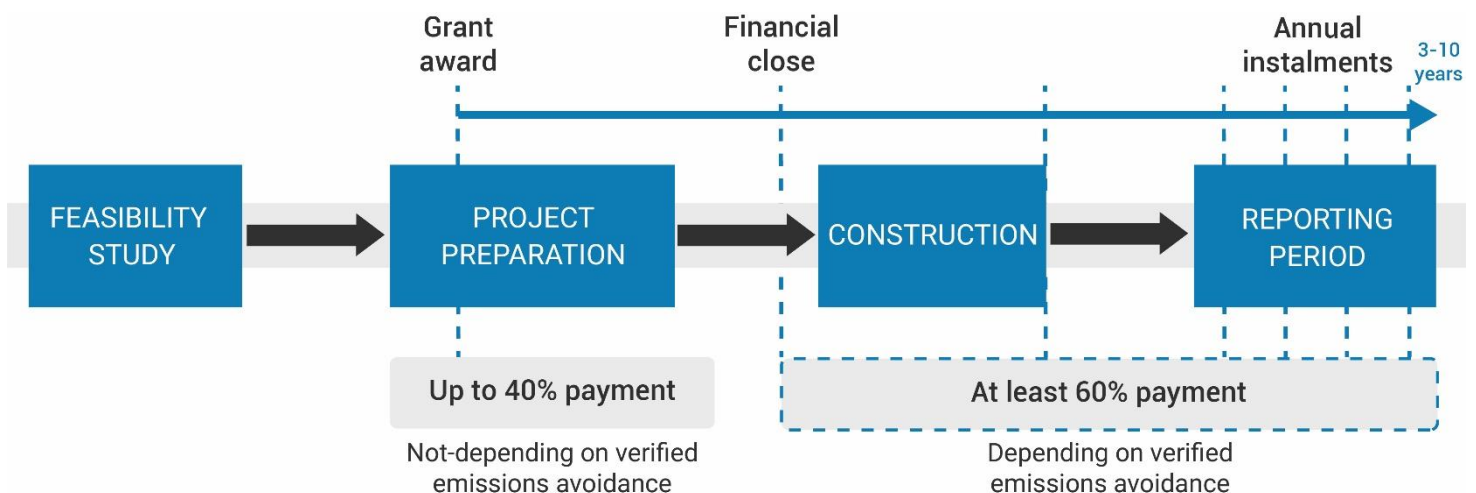 Grant
award
Financial
close
Annual
instalments
3-10
years
FEASIBILITY
STUDY
PROJECT
PREPARATION
CONSTRUCTION
REPORTING
PERIOD
Up to 40% payment
At least 60% payment
Not-depending on verified
emissions avoidance
Depending on verified
emissions avoidance